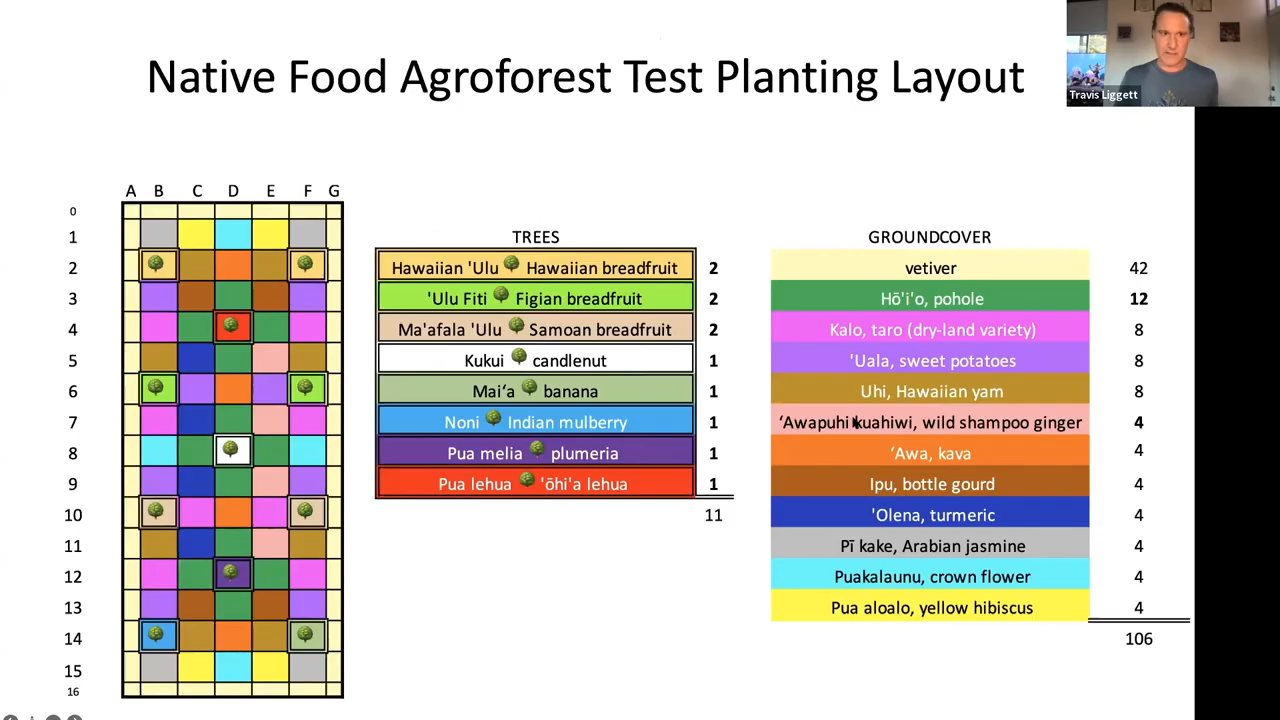 Native Food Agroforest Test Planting Layout
Travis Liggett
A B C D E F G
0
1
2
3
4
5
6
7
8
9
10
11
12
13
14
15
16
TREES
Hawaiian 'Ulu Hawaiian breadfruit 2
'Ulu Fiti Figian breadfruit 2
Ma'afala 'Ulu Samoan breadfruit 2
Kukui candlenut 1
Maiʻa banana 1
Noni Indian mulberry 1
Pua melia plumeria 1
Pua lehua 'ōhi'a lehua 1
11
GROUNDCOVER
vetiver 42
Hō'i'o, pohole 12
Kalo, taro (dry-land variety) 8
'Uala, sweet potatoes 8
Uhi, Hawaiian yam 8
ʻAwapuhi kuahiwi, wild shampoo ginger 4
ʻAwa, kava 4
Ipu, bottle gourd 4
'Olena, turmeric 4
Pī kake, Arabian jasmine 4
Puakalaunu, crown flower 4
Pua aloalo, yellow hibiscus 4
106